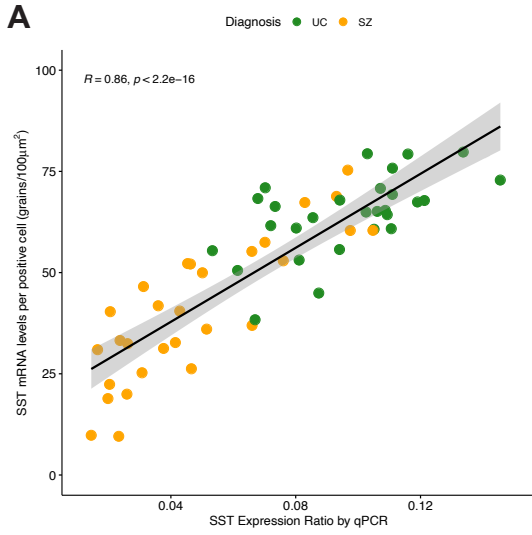 A
Diagnosis UC SZ
R = 0.86, p < 2.2e−16
100
75
50
25
0
SST mRNA levels per positive cell (grains/100μm²)
0.04 0.08 0.12
SST Expression Ratio by qPCR